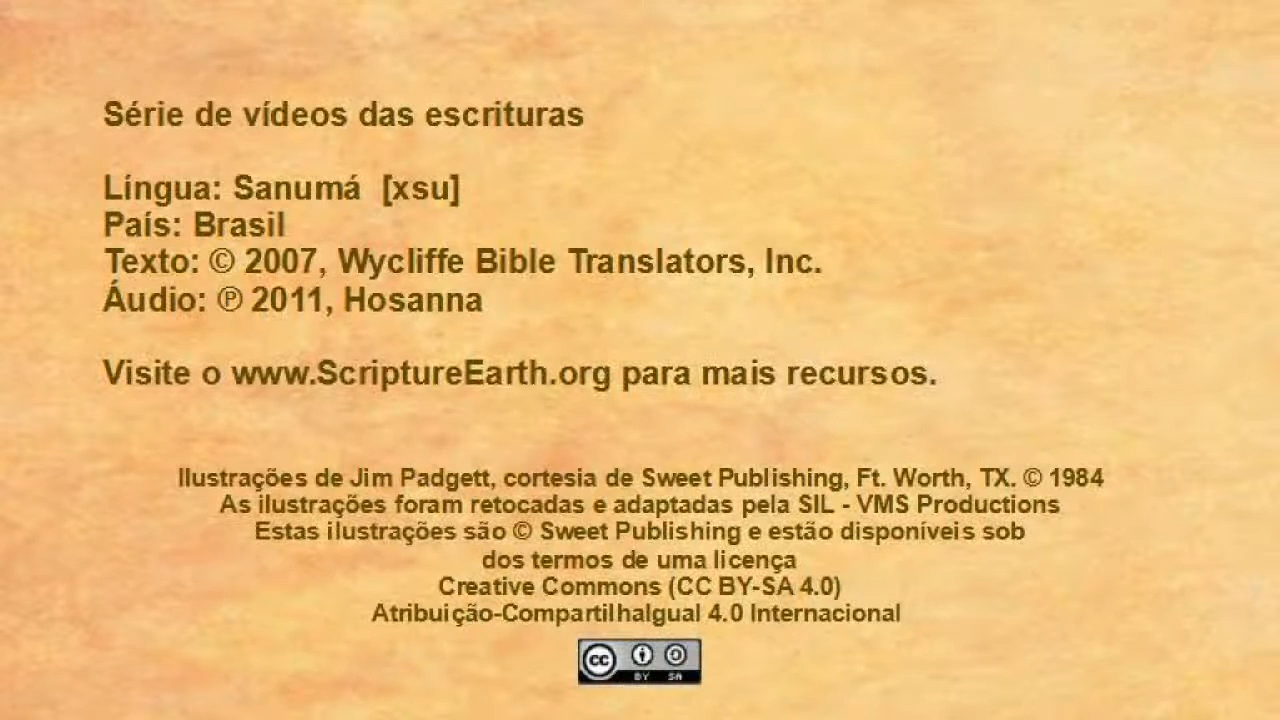 Série de vídeos das escrituras
Língua: Sanumá [xsu]
País: Brasil
Texto: © 2007, Wycliffe Bible Translators, Inc.
Áudio: ℗ 2011, Hosanna
Visite o www.ScriptureEarth.org para mais recursos.
Ilustrações de Jim Padgett, cortesia de Sweet Publishing, Ft. Worth, TX. © 1984
As ilustrações foram retocadas e adaptadas pela SIL - VMS Productions
Estas ilustrações são © Sweet Publishing e estão disponíveis sob
dos termos de uma licença
Creative Commons (CC BY-SA 4.0)
Atribuição-CompartilhaIgual 4.0 Internacional
cc BY SA